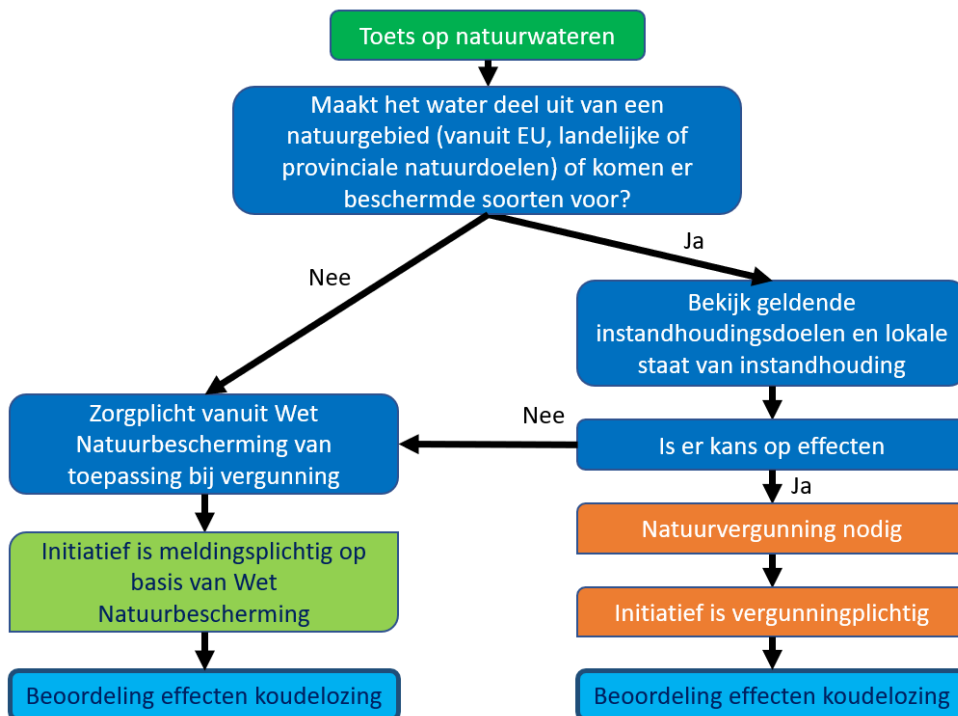 Toets op natuurwateren
Maakt het water deel uit van een
natuurgebied (vanuit EU, landelijke of
provinciale natuurdoelen) of komen er
beschermde soorten voor?
Nee
Ja
Bekijk geldende
instandhoudingsdoelen en lokale
staat van instandhouding
Zorgplicht vanuit Wet
Natuurbescherming van
toepassing bij vergunning
Nee
Is er kans op effecten
Ja
Initiatief is meldingsplichtig op
basis van Wet
Natuurbescherming
Natuurvergunning nodig
Initiatief is vergunningplichtig
Beoordeling effecten koudelozing
Beoordeling effecten koudelozing